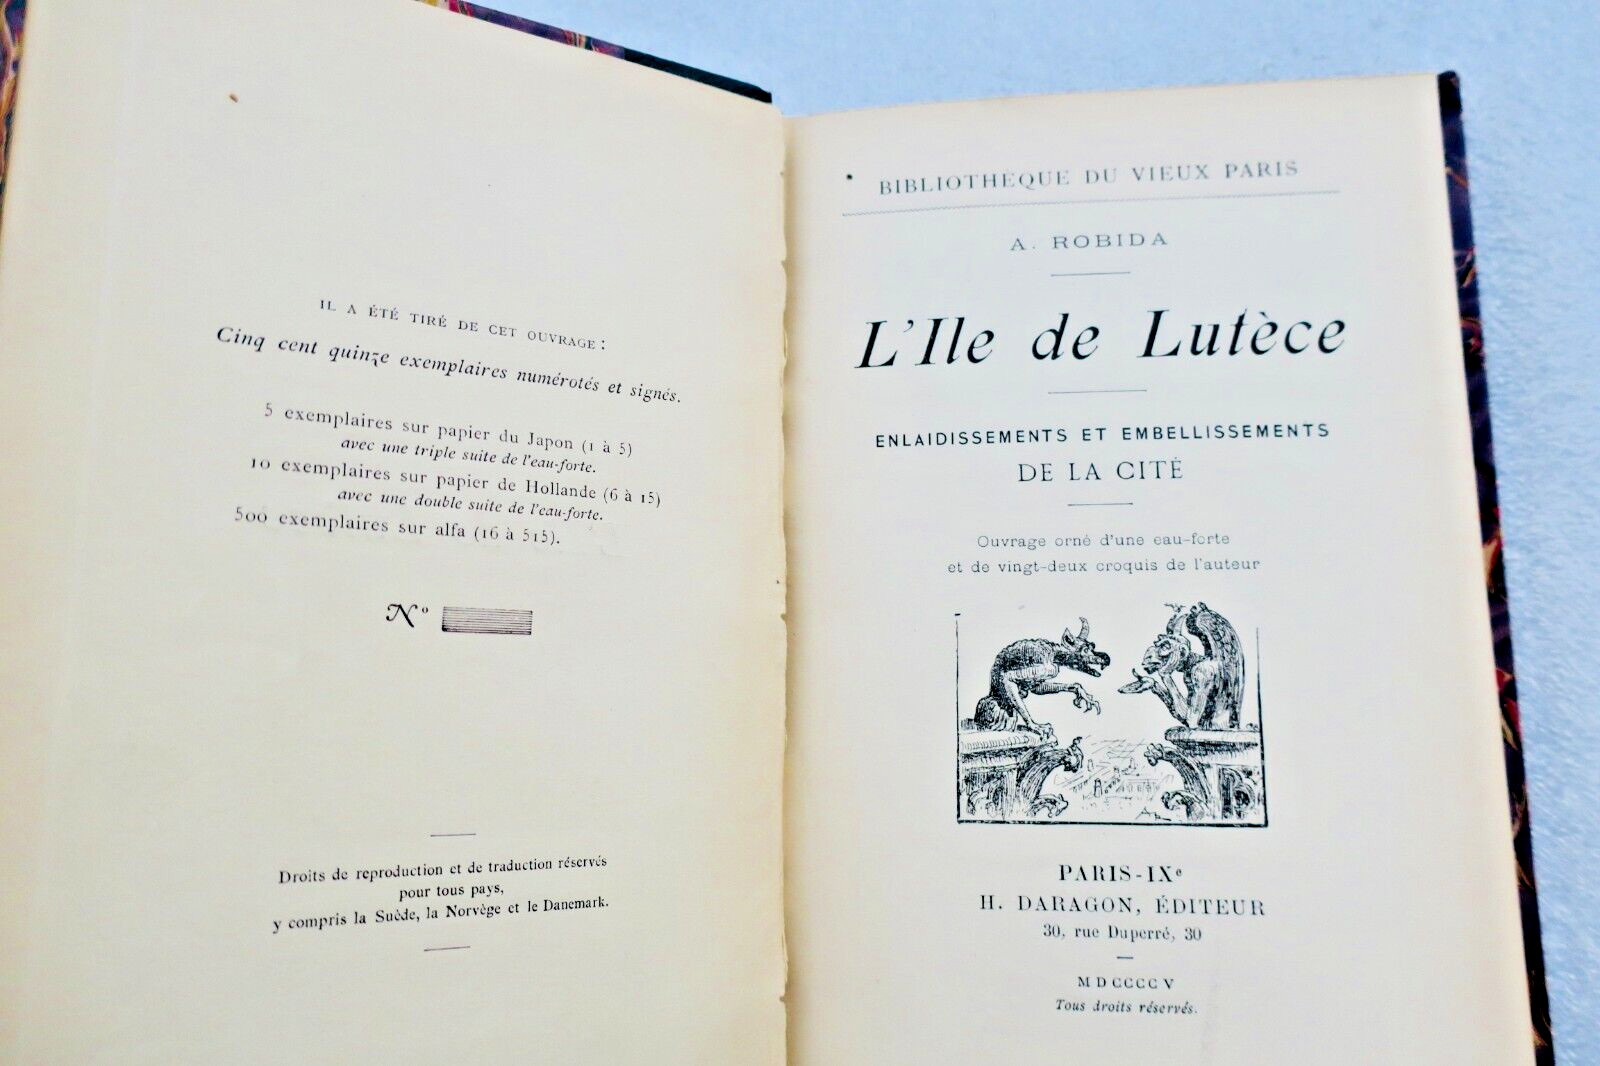 IL A ÉTÉ TIRÉ DE CET OUVRAGE :
Cinq cent quinze exemplaires numérotés et signés.
5 exemplaires sur papier du Japon (1 à 5)
avec une triple suite de l'eau-forte.
10 exemplaires sur papier de Hollande (6 à 15)
avec une double suite de l'eau-forte.
500 exemplaires sur alfa (16 à 515).
N°
Droits de reproduction et de traduction réservés
pour tous pays,
y compris la Suède, la Norvège et le Danemark.
BIBLIOTHEQUE DU VIEUX PARIS
A. ROBIDA
L'Ile de Lutèce
ENLAIDISSEMENTS ET EMBELLISSEMENTS
DE LA CITÉ
Ouvrage orné d'une eau-forte
et de vingt-deux croquis de l'auteur
PARIS-IXe
H. DARAGON, ÉDITEUR
30, rue Duperré, 30
MDCCCCV
Tous droits réservés.